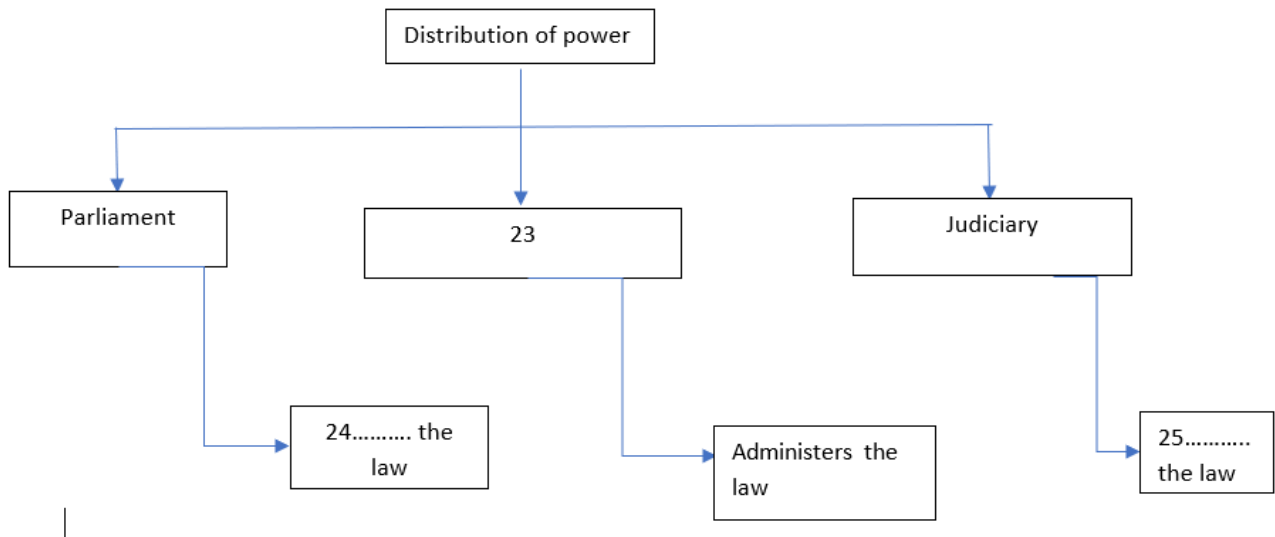 Distribution of power
Parliament
23
Judiciary
24.......... the
law
Administers the
law
25...........
the law